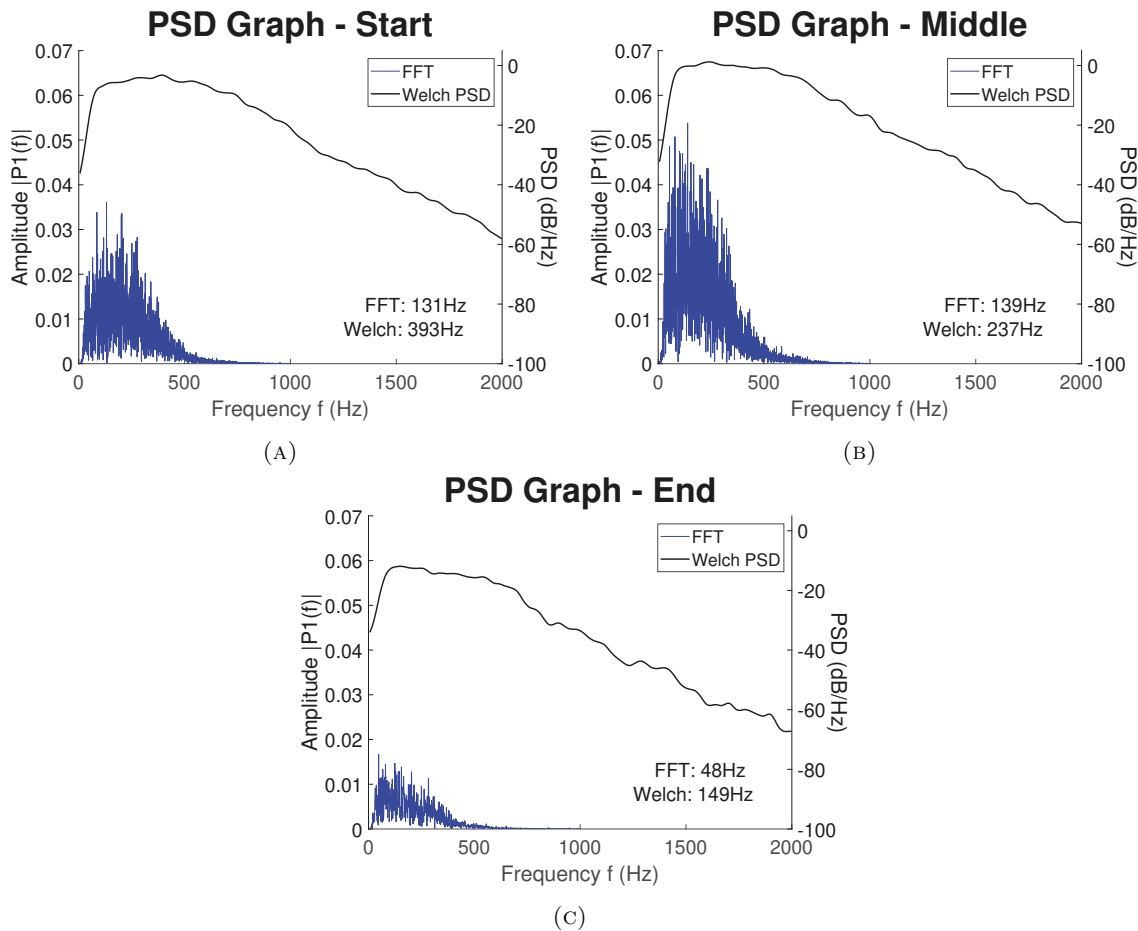 PSD Graph - Start
0.07
0.06
0.05
0.04
0.03
0.02
0.01
0
Amplitude |P1(f)|
0
-20
-40
-60
-80
-100
PSD (dB/Hz)
FFT
Welch PSD
FFT: 131Hz
Welch: 393Hz
0 500 1000 1500 2000
Frequency f (Hz)
(A)
PSD Graph - Middle
0.07
0.06
0.05
0.04
0.03
0.02
0.01
0
Amplitude |P1(f)|
0
-20
-40
-60
-80
-100
PSD (dB/Hz)
FFT
Welch PSD
FFT: 139Hz
Welch: 237Hz
0 500 1000 1500 2000
Frequency f (Hz)
(B)
PSD Graph - End
0.07
0.06
0.05
0.04
0.03
0.02
0.01
0
Amplitude |P1(f)|
0
-20
-40
-60
-80
-100
PSD (dB/Hz)
FFT
Welch PSD
FFT: 48Hz
Welch: 149Hz
0 500 1000 1500 2000
Frequency f (Hz)
(C)